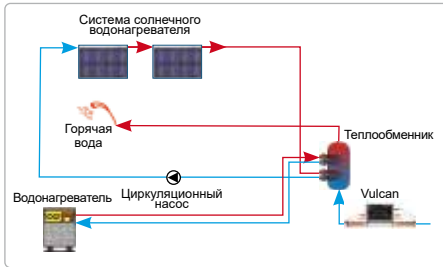 Система солнечного
водонагревателя
Горячая
вода
Теплообменник
Водонагреватель
Циркуляционный
насос
Vulcan